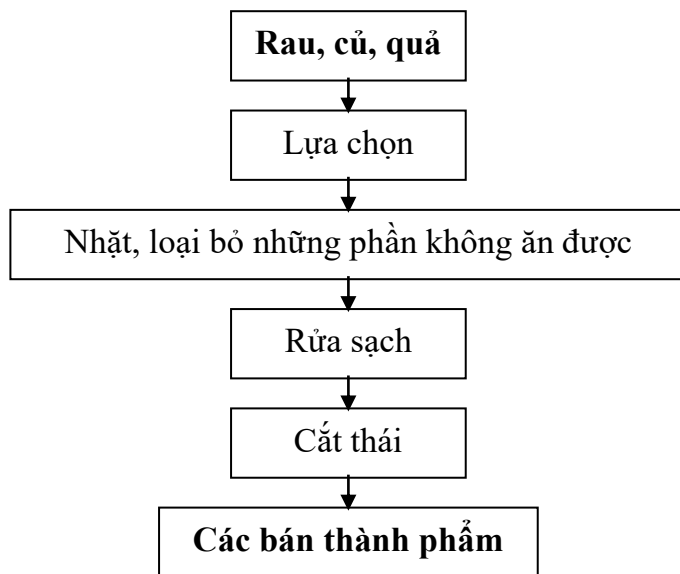 Rau, củ, quả
Lựa chọn
Nhặt, loại bỏ những phần không ăn được
Rửa sạch
Cắt thái
Các bán thành phẩm